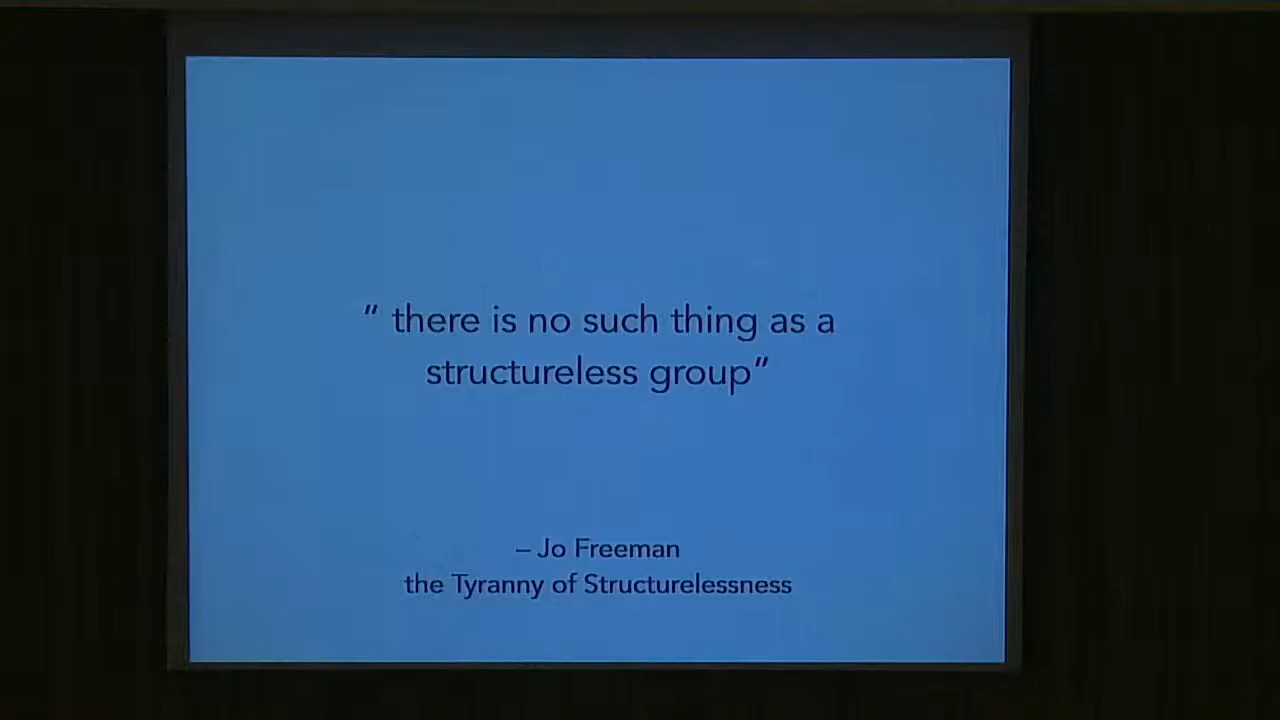 ” there is no such thing as a
structureless group”
– Jo Freeman
the Tyranny of Structurelessness